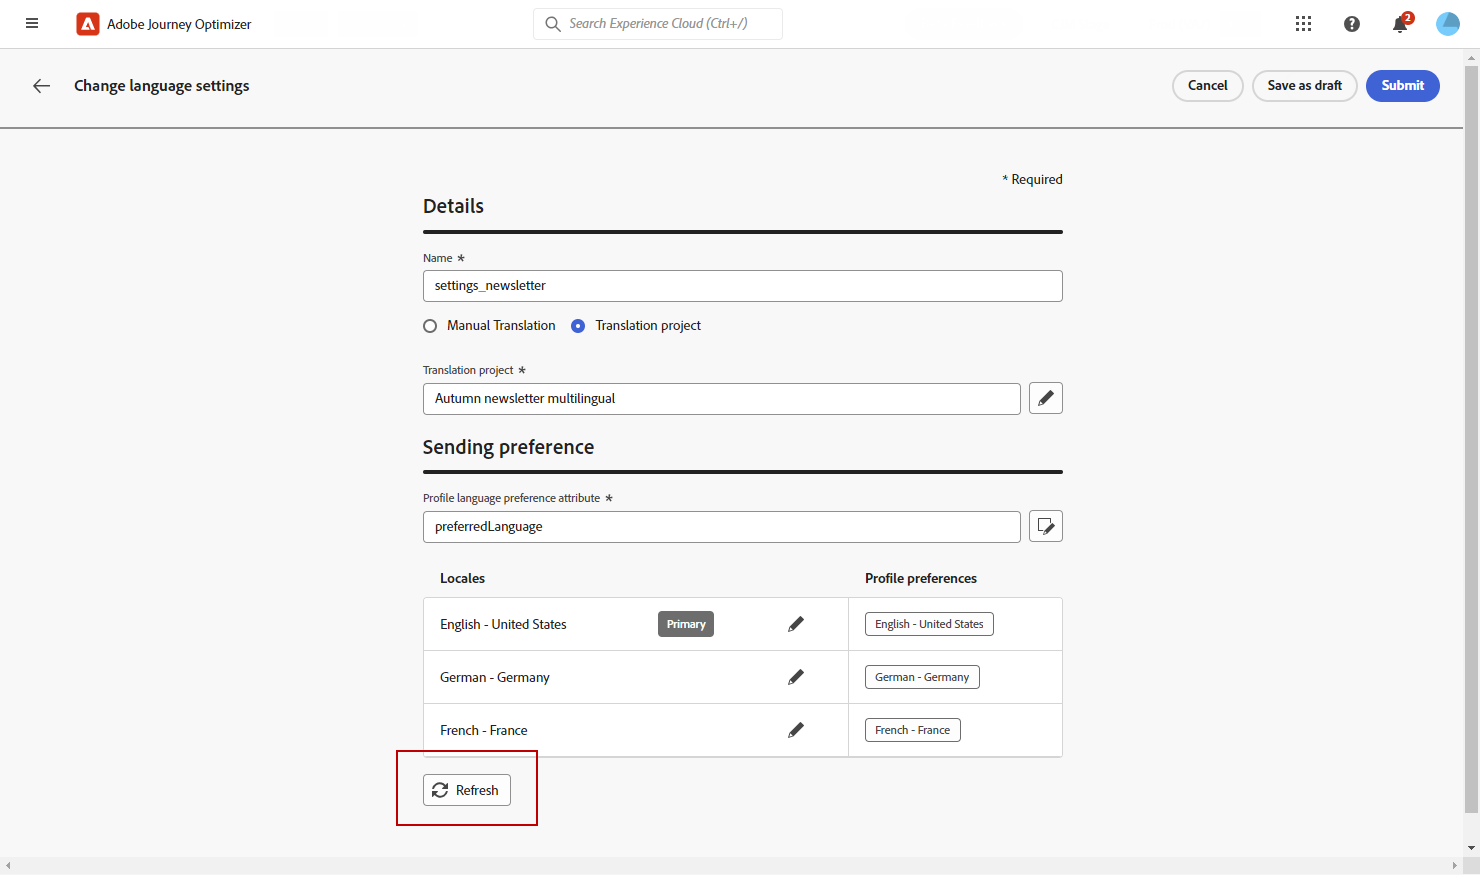 Adobe Journey Optimizer
Search Experience Cloud (Ctrl+/)
2
Change language settings
Cancel
Save as draft
Submit
* Required
Details
Name *
settings_newsletter
Manual Translation
Translation project
Translation project *
Autumn newsletter multilingual
Sending preference
Profile language preference attribute *
preferredLanguage
Locales Profile preferences
English - United States Primary English - United States
German - Germany German - Germany
French - France French - France
Refresh